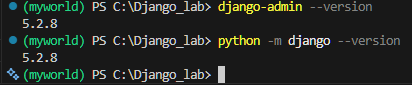 (myworld) PS C:\Django_lab> django-admin --version
5.2.8
(myworld) PS C:\Django_lab> python -m django --version
5.2.8
(myworld) PS C:\Django_lab>